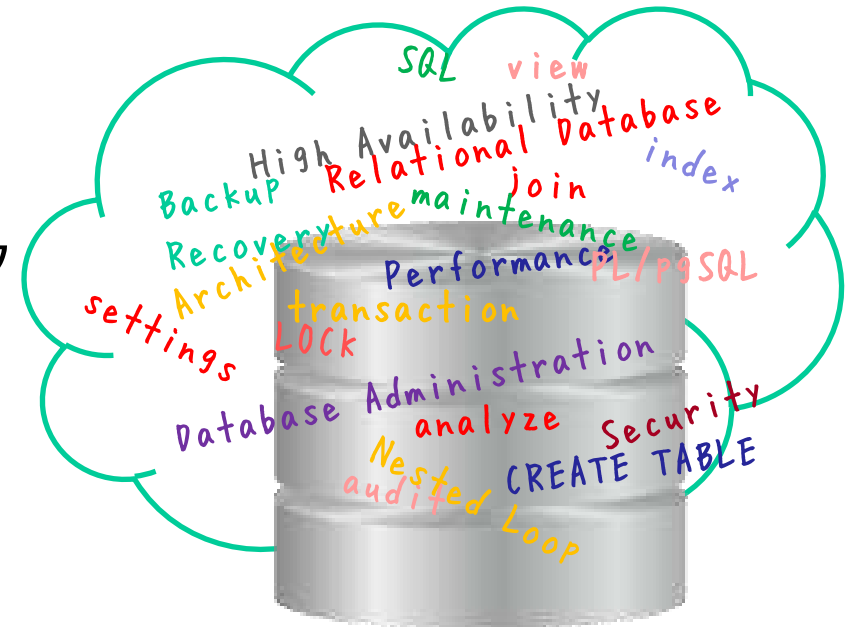 SQL
view
High Availability
Relational Database
index
join
Backup
maintenance
Recovery
Architecture
Performance
PL/pgSQL
settings
transaction
LOCK
Database Administration
analyze
Security
Nested Loop
CREATE TABLE
audit